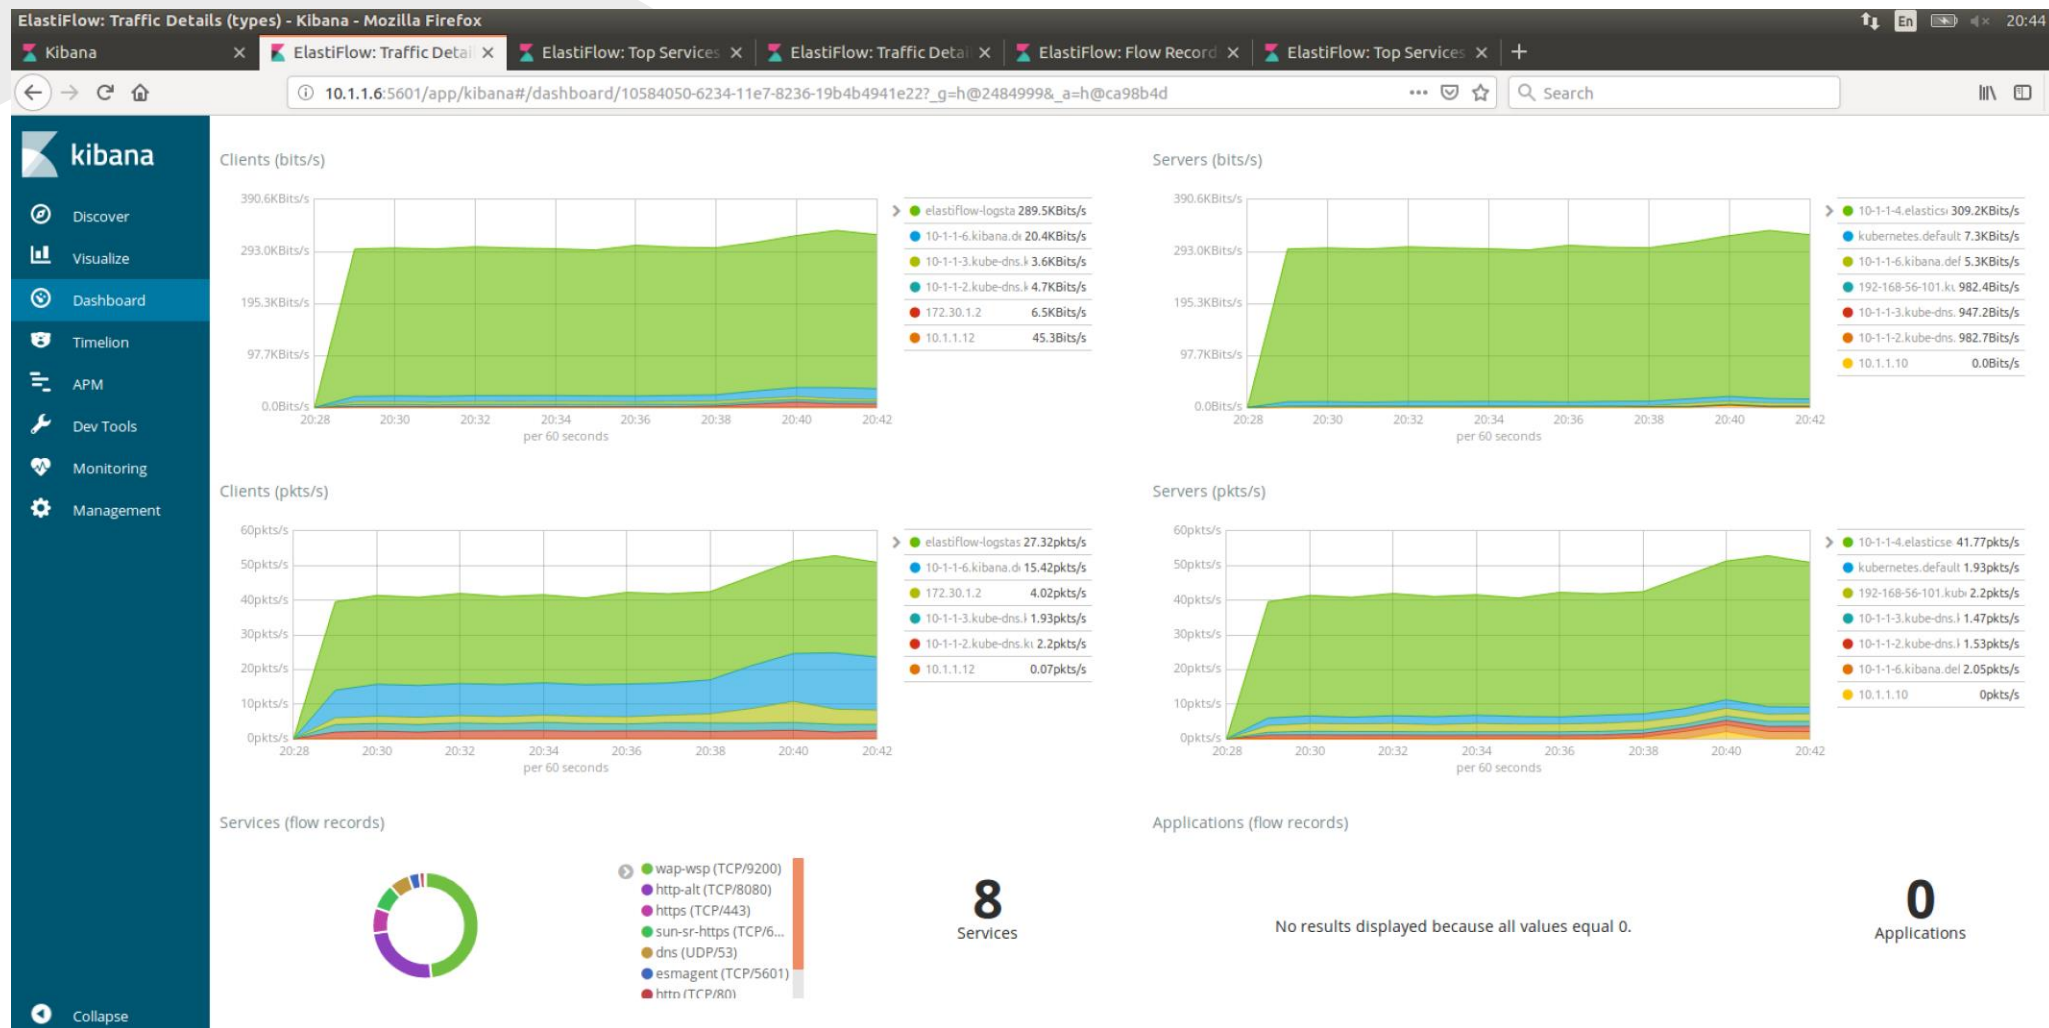 ElastiFlow: Traffic Details (types) - Kibana - Mozilla Firefox
En
20:44
Kibana
ElastiFlow: Traffic Detai
ElastiFlow: Top Services
ElastiFlow: Traffic Detai
ElastiFlow: Flow Record
ElastiFlow: Top Services
10.1.1.6:5601/app/kibana#/dashboard/10584050-6234-11e7-8236-19b4b4941e22?_g=h@2484999&_a=h@ca98b4d
Search
kibana
Discover
Visualize
Dashboard
Timelion
APM
Dev Tools
Monitoring
Management
Collapse
Clients (bits/s)
390.6KBits/s
293.0KBits/s
195.3KBits/s
97.7KBits/s
0.0Bits/s
20:28 20:30 20:32 20:34 20:36 20:38 20:40 20:42
per 60 seconds
elastiflow-logsta 289.5KBits/s
10-1-1-6.kibana.de 20.4KBits/s
10-1-1-3.kube-dns.k 3.6KBits/s
10-1-1-2.kube-dns.k 4.7KBits/s
172.30.1.2 6.5KBits/s
10.1.1.12 45.3Bits/s
Servers (bits/s)
390.6KBits/s
293.0KBits/s
195.3KBits/s
97.7KBits/s
0.0Bits/s
20:28 20:30 20:32 20:34 20:36 20:38 20:40 20:42
per 60 seconds
10-1-1-4.elastics 309.2KBits/s
kubernetes.default 7.3KBits/s
10-1-1-6.kibana.def 5.3KBits/s
192-168-56-101.ku 982.4Bits/s
10-1-1-3.kube-dns. 947.2Bits/s
10-1-1-2.kube-dns. 982.7Bits/s
10.1.1.10 0.0Bits/s
Clients (pkts/s)
60pkts/s
50pkts/s
40pkts/s
30pkts/s
20pkts/s
10pkts/s
0pkts/s
20:28 20:30 20:32 20:34 20:36 20:38 20:40 20:42
per 60 seconds
elastiflow-logstas 27.32pkts/s
10-1-1-6.kibana.de 15.42pkts/s
172.30.1.2 4.02pkts/s
10-1-1-3.kube-dns.k 1.93pkts/s
10-1-1-2.kube-dns.ku 2.2pkts/s
10.1.1.12 0.07pkts/s
Servers (pkts/s)
60pkts/s
50pkts/s
40pkts/s
30pkts/s
20pkts/s
10pkts/s
0pkts/s
20:28 20:30 20:32 20:34 20:36 20:38 20:40 20:42
per 60 seconds
10-1-1-4.elasticse 41.77pkts/s
kubernetes.default 1.93pkts/s
192-168-56-101.kube 2.2pkts/s
10-1-1-3.kube-dns.k 1.47pkts/s
10-1-1-2.kube-dns.k 1.53pkts/s
10-1-1-6.kibana.def 2.05pkts/s
10.1.1.10 0pkts/s
Services (flow records)
wap-wsp (TCP/9200)
http-alt (TCP/8080)
https (TCP/443)
sun-sr-https (TCP/6...
dns (UDP/53)
esmagent (TCP/5601)
http (TCP/80)
8
Services
Applications (flow records)
No results displayed because all values equal 0.
0
Applications